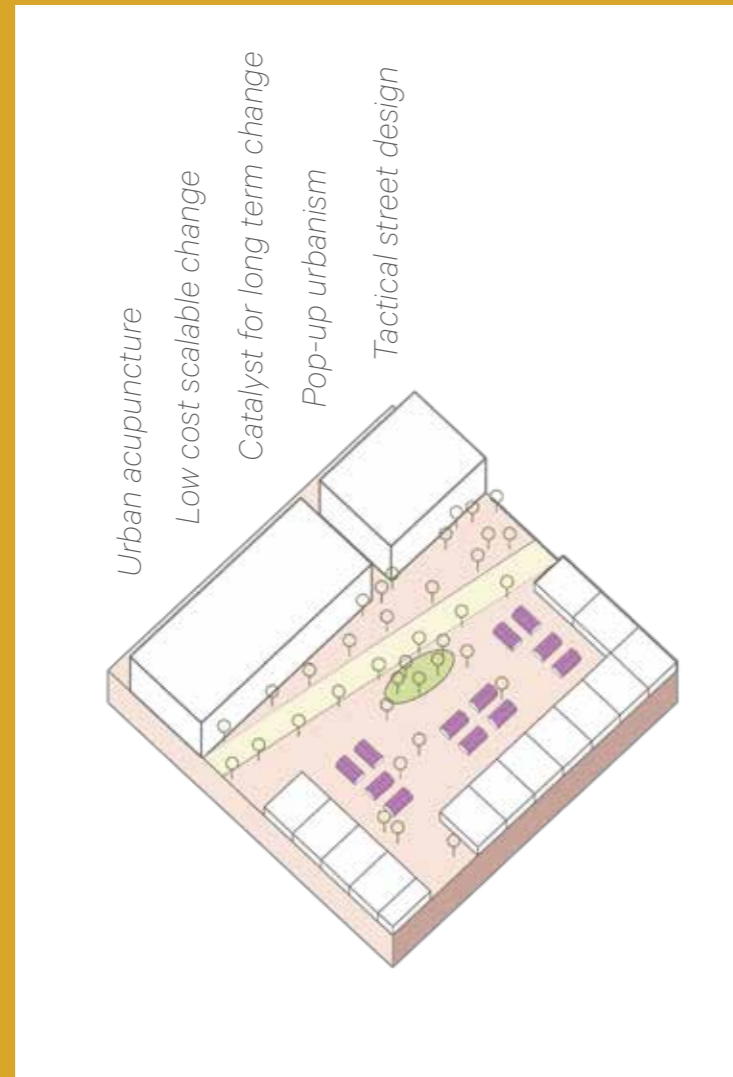 Urban acupuncture
Low cost scalable change
Catalyst for long term change
Pop-up urbanism
Tactical street design